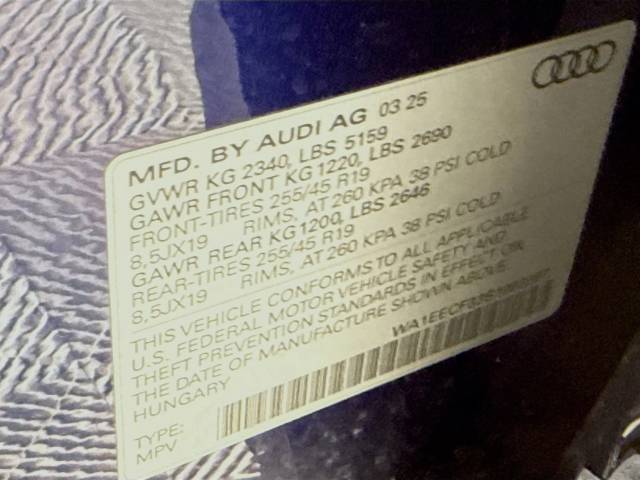 MFD. BY AUDI AG 03 25
GVWR KG 2340, LBS 5159
GAWR FRONT KG 1220, LBS 2690
FRONT-TIRES 255/45 R19
8,5JX19 RIMS, AT 260 KPA 38 PSI COLD
GAWR REAR KG1200, LBS 2646
REAR-TIRES 255/45 R19
8,5JX19 RIMS, AT 260 KPA 38 PSI COLD
THIS VEHICLE CONFORMS TO ALL APPLICABLE
U.S. FEDERAL MOTOR VEHICLE SAFETY AND
THEFT PREVENTION STANDARDS IN EFFECT ON
THE DATE OF MANUFACTURE SHOWN ABOVE.
HUNGARY
TYPE:
MPV